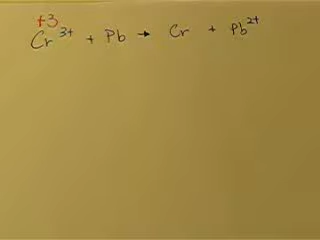 +3
Cr³⁺ + Pb → Cr + Pb²⁺